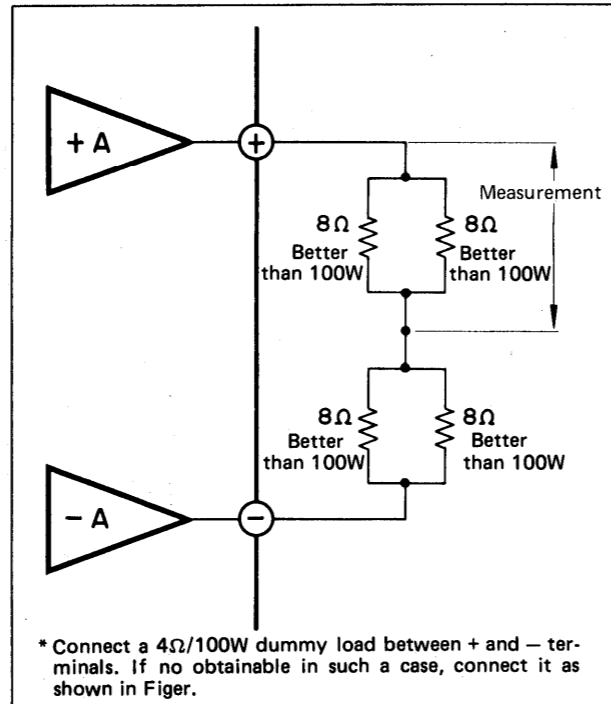 + A
+
Measurement
8Ω
Better
than 100W
8Ω
Better
than 100W
8Ω
Better
than 100W
8Ω
Better
than 100W
− A
−
* Connect a 4Ω/100W dummy load between + and − ter-
minals. If no obtainable in such a case, connect it as
shown in Figer.